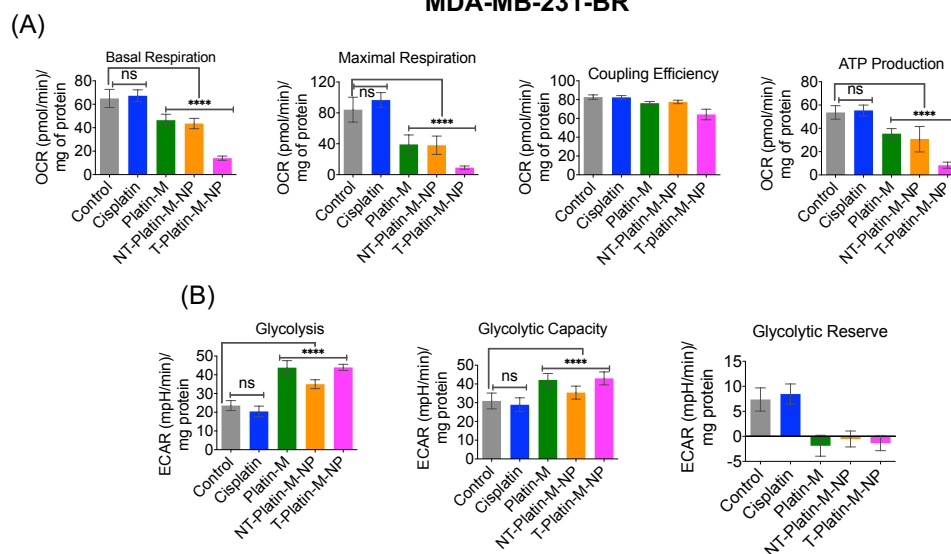 MDA-MB-231-BR
(A)
Basal Respiration
OCR (pmol/min)/
mg of protein
80
60
40
20
0
ns
****
Control
Cisplatin
Platin-M
NT-Platin-M-NP
T-Platin-M-NP
Maximal Respiration
OCR (pmol/min)/
mg of protein
120
80
40
0
ns
****
Control
Cisplatin
Platin-M
NT-Platin-M-NP
T-Platin-M-NP
Coupling Efficiency
OCR (pmol/min)/
mg of protein
100
80
60
40
20
0
Control
Cisplatin
Platin-M
NT-Platin-M-NP
T-platin-M-NP
ATP Production
OCR (pmol/min)/
mg of protein
80
60
40
20
0
ns
****
Control
Cisplatin
Platin-M
NT-Platin-M-NP
T-Platin-M-NP
(B)
Glycolysis
ECAR (mpH/min)/
mg protein
50
40
30
20
10
0
ns
****
Control
Cisplatin
Platin-M
NT-Platin-M-NP
T-Platin-M-NP
Glycolytic Capacity
ECAR (mpH/min)/
mg protein
50
40
30
20
10
0
ns
****
Control
Cisplatin
Platin-M
NT-Platin-M-NP
T-Platin-M-NP
Glycolytic Reserve
ECAR (mpH/min)/
mg protein
15
10
5
0
-5
Control
Cisplatin
Platin-M
NT-Platin-M-NP
T-Platin-M-NP